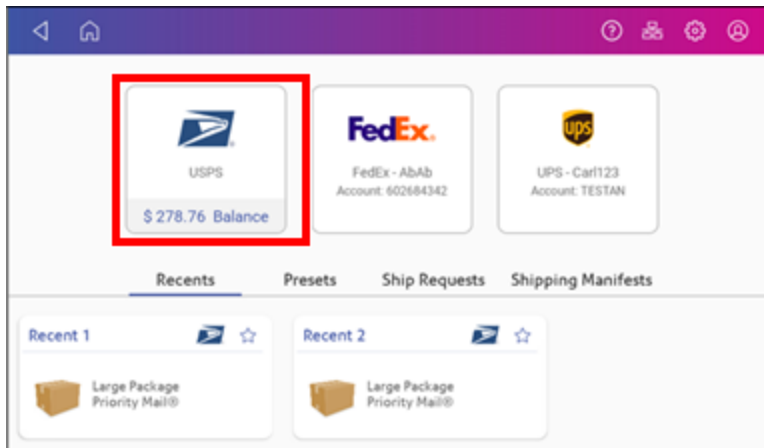 FedEx.
ups
USPS
FedEx - AbAb
Account: 602684342
UPS - Carl123
Account: TESTAN
$ 278.76 Balance
Recents Presets Ship Requests Shipping Manifests
Recent 1
Recent 2
Large Package
Priority Mail®
Large Package
Priority Mail®